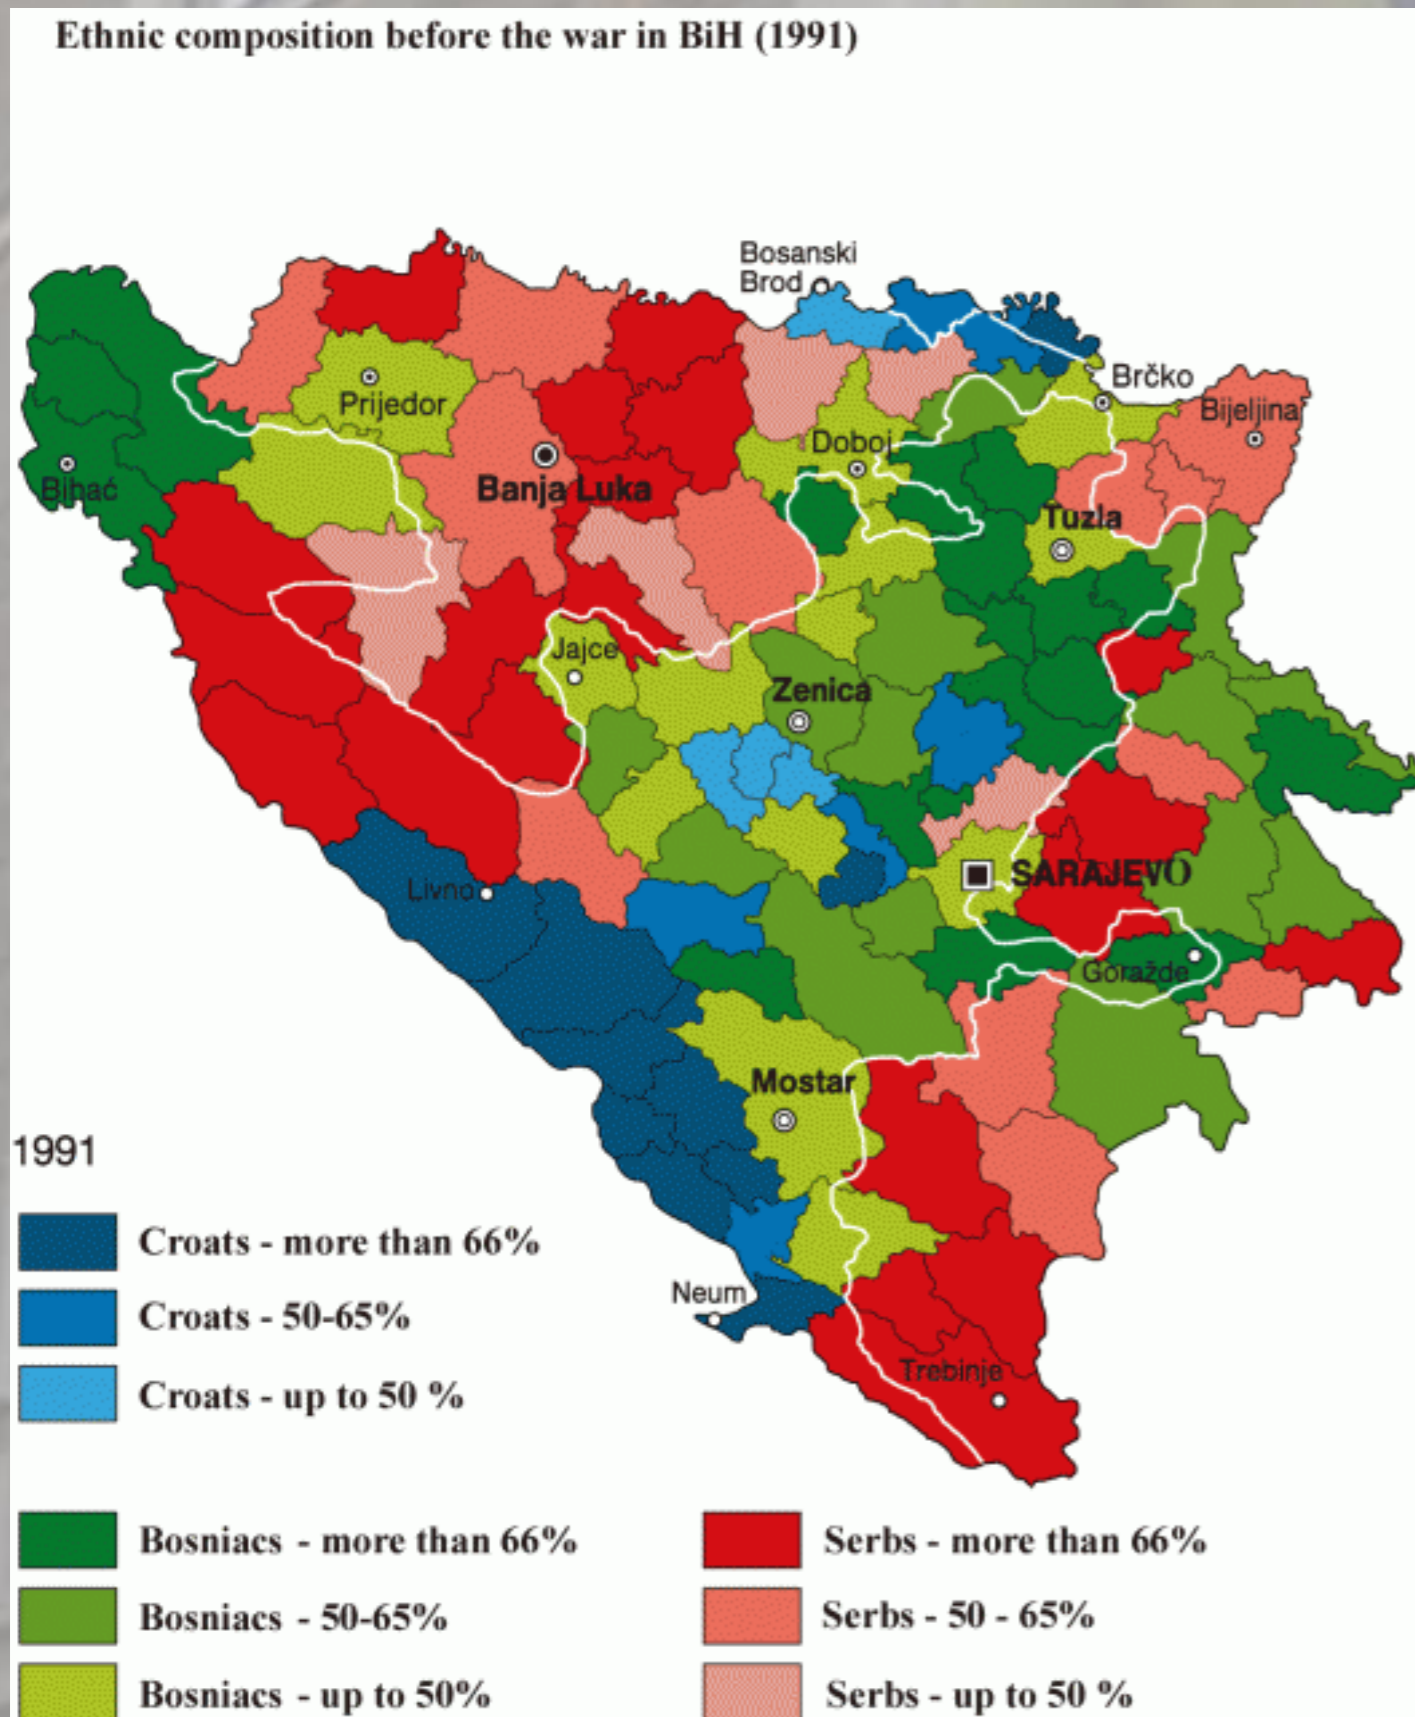 Ethnic composition before the war in BiH (1991)
Bosanski
Brod
Brčko
Prijedor
Bijeljina
Doboj
Bihać
Banja Luka
Tuzla
Jajce
Zenica
SARAJEVO
Livno
Goražde
Mostar
1991
Croats - more than 66%
Neum
Croats - 50-65%
Trebinje
Croats - up to 50 %
Bosniacs - more than 66%
Serbs - more than 66%
Bosniacs - 50-65%
Serbs - 50 - 65%
Bosniacs - up to 50%
Serbs - up to 50 %